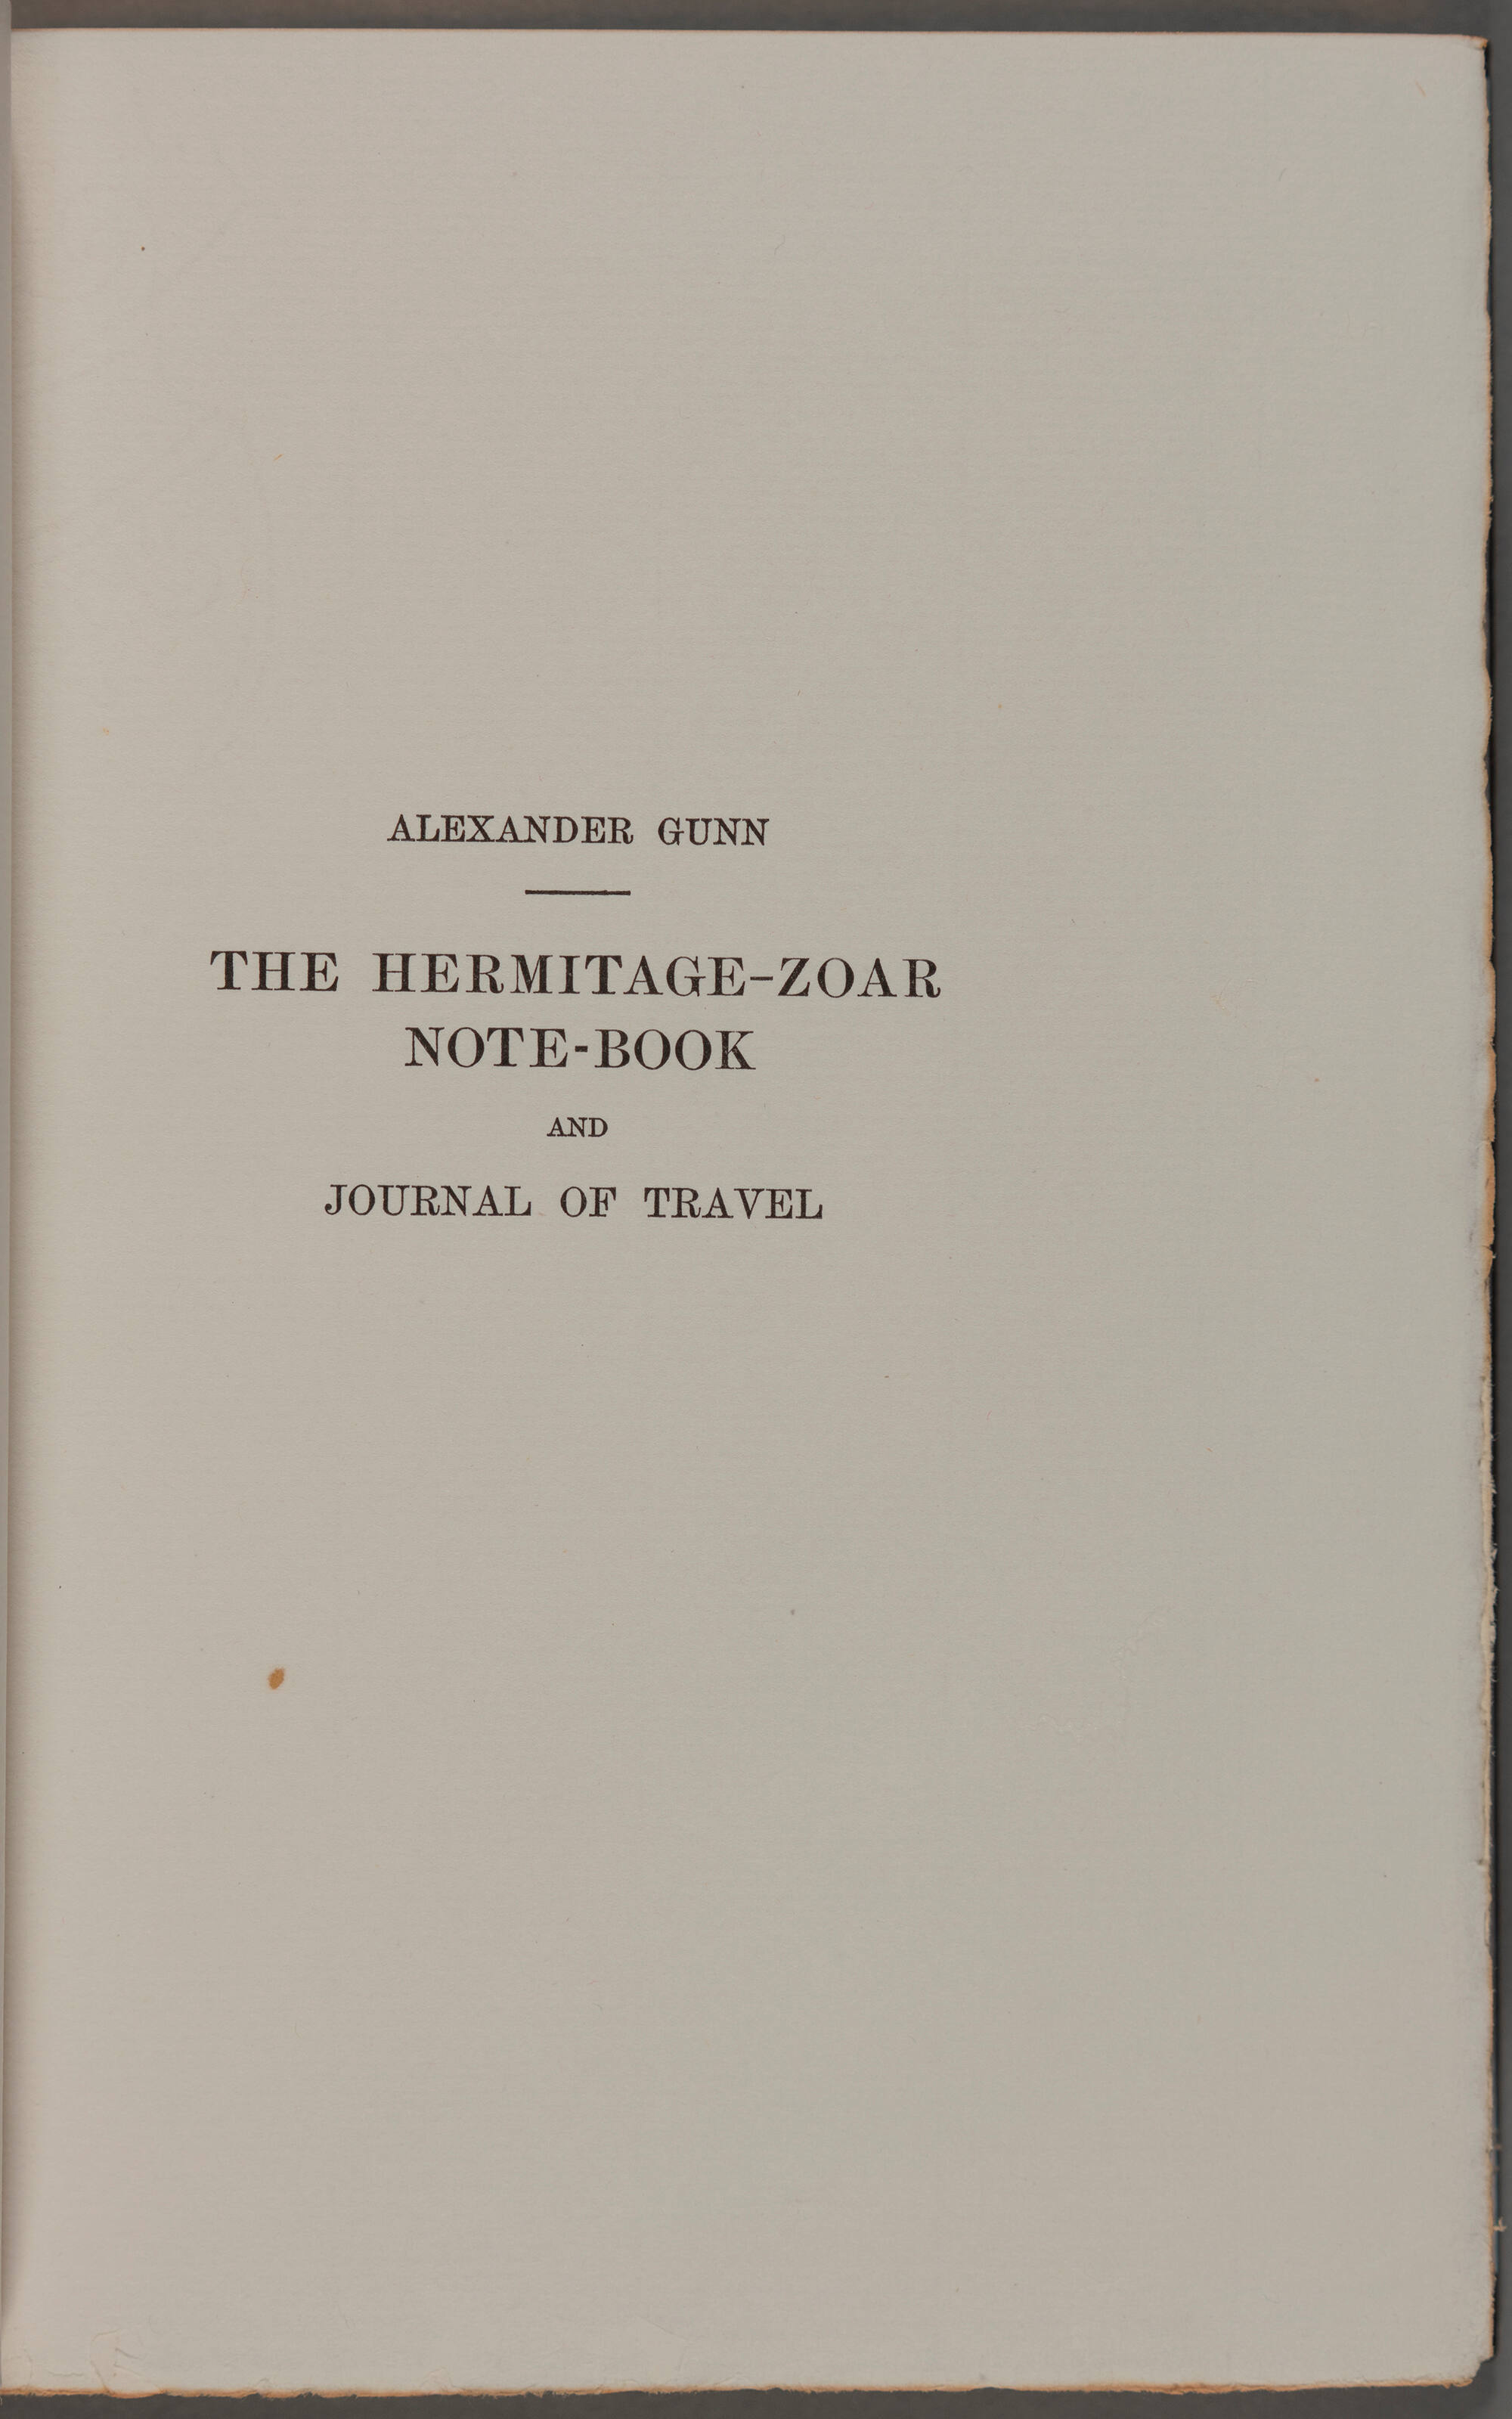 ALEXANDER GUNN
THE HERMITAGE-ZOAR
NOTE-BOOK
AND
JOURNAL OF TRAVEL